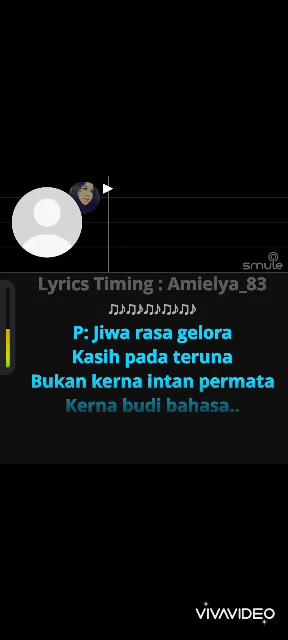 smule
Lyrics Timing : Amielya_83
♫♪♫♪♫♪♫♪♫♪
P: Jiwa rasa gelora
Kasih pada teruna
Bukan kerna intan permata
Kerna budi bahasa..
VIVAVIDEO